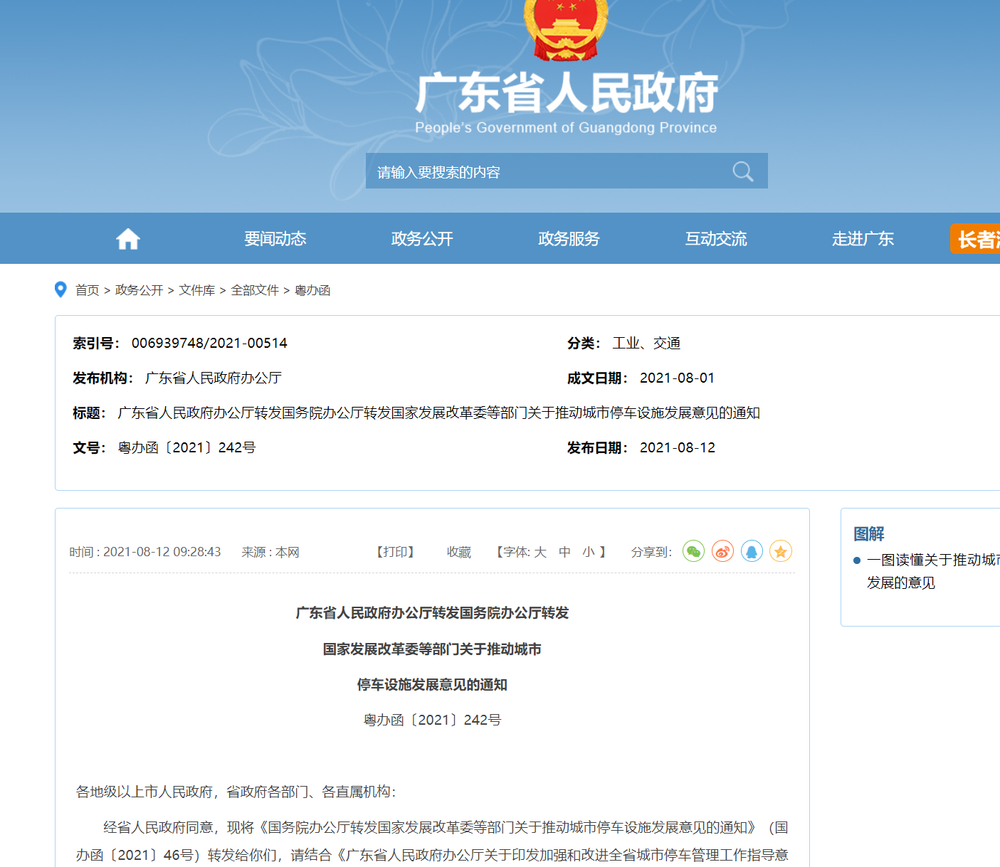 广东省人民政府
People's Government of Guangdong Province
请输入要搜索的内容
要闻动态 政务公开 政务服务 互动交流 走进广东 长者
首页 > 政务公开 > 文件库 > 全部文件 > 粤办函
索引号： 006939748/2021-00514 分类： 工业、交通
发布机构： 广东省人民政府办公厅 成文日期： 2021-08-01
标题： 广东省人民政府办公厅转发国务院办公厅转发国家发展改革委等部门关于推动城市停车设施发展意见的通知
文号： 粤办函〔2021〕242号 发布日期： 2021-08-12
时间 : 2021-08-12 09:28:43 来源 : 本网 【打印】 收藏 【字体: 大 中 小 】 分享到：
广东省人民政府办公厅转发国务院办公厅转发
国家发展改革委等部门关于推动城市
停车设施发展意见的通知
粤办函〔2021〕242号
各地级以上市人民政府，省政府各部门、各直属机构：
经省人民政府同意，现将《国务院办公厅转发国家发展改革委等部门关于推动城市停车设施发展意见的通知》（国
办函〔2021〕46号）转发给你们，请结合《广东省人民政府办公厅关于印发加强和改进全省城市停车管理工作指导意
图解
一图读懂关于推动城市
发展的意见